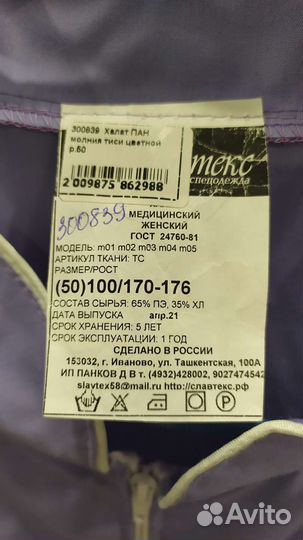 300839 Халат ПАН
молния тиси цветной
р.50
2 009875 862988
текс
спецодежда
300839
МЕДИЦИНСКИЙ
ЖЕНСКИЙ
ГОСТ 24760-81
МОДЕЛЬ: m01 m02 m03 m04 m05
АРТИКУЛ ТКАНИ: ТС
РАЗМЕР/РОСТ
(50)100/170-176
СОСТАВ СЫРЬЯ: 65% ПЭ, 35% ХЛ
ДАТА ВЫПУСКА апр.21
СРОК ХРАНЕНИЯ: 5 ЛЕТ
СРОК ЭКСПЛУАТАЦИИ: 1 ГОД
СДЕЛАНО В РОССИИ
153032, г. Иваново, ул. Ташкентская, 100А
ИП ПАНКОВ Д В т. (4932)428002, 9027474542
slavtex58@mail.ru http://славтекс.рф
Avito